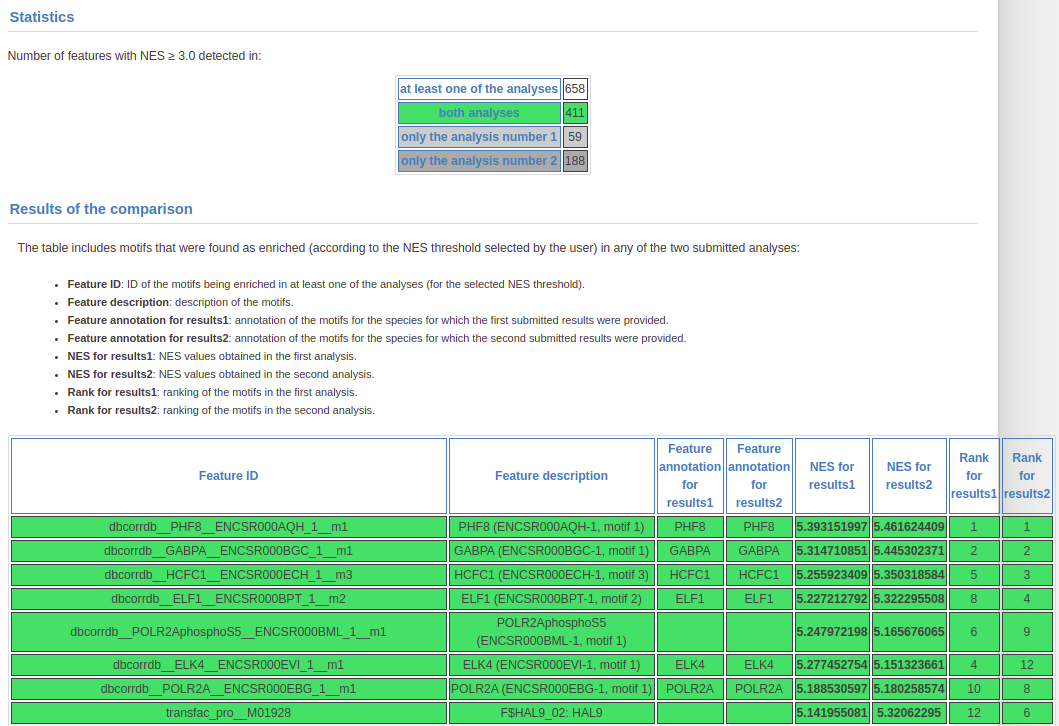 Statistics
Number of features with NES ≥ 3.0 detected in:
at least one of the analyses 658
both analyses 411
only the analysis number 1 59
only the analysis number 2 188
Results of the comparison
The table includes motifs that were found as enriched (according to the NES threshold selected by the user) in any of the two submitted analyses:
• Feature ID: ID of the motifs being enriched in at least one of the analyses (for the selected NES threshold).
• Feature description: description of the motifs.
• Feature annotation for results1: annotation of the motifs for the species for which the first submitted results were provided.
• Feature annotation for results2: annotation of the motifs for the species for which the second submitted results were provided.
• NES for results1: NES values obtained in the first analysis.
• NES for results2: NES values obtained in the second analysis.
• Rank for results1: ranking of the motifs in the first analysis.
• Rank for results2: ranking of the motifs in the second analysis.
Feature ID
Feature description
Feature
annotation
for
results1
Feature
annotation
for
results2
NES for
results1
NES for
results2
Rank
for
results1
Rank
for
results2
dbcorrdb__PHF8__ENCSR000AQH_1__m1 PHF8 (ENCSR000AQH-1, motif 1) PHF8 PHF8 5.393151997 5.461624409 1 1
dbcorrdb__GABPA__ENCSR000BGC_1__m1 GABPA (ENCSR000BGC-1, motif 1) GABPA GABPA 5.314710851 5.445302371 2 2
dbcorrdb__HCFC1__ENCSR000ECH_1__m3 HCFC1 (ENCSR000ECH-1, motif 3) HCFC1 HCFC1 5.255923409 5.350318584 5 3
dbcorrdb__ELF1__ENCSR000BPT_1__m2 ELF1 (ENCSR000BPT-1, motif 2) ELF1 ELF1 5.227212792 5.322295508 8 4
dbcorrdb__POLR2AphosphoS5__ENCSR000BML_1__m1
POLR2AphosphoS5
(ENCSR000BML-1, motif 1)
5.247972198 5.165676065 6 9
dbcorrdb__ELK4__ENCSR000EVI_1__m1 ELK4 (ENCSR000EVI-1, motif 1) ELK4 ELK4 5.277452754 5.151323661 4 12
dbcorrdb__POLR2A__ENCSR000EBG_1__m1 POLR2A (ENCSR000EBG-1, motif 1) POLR2A POLR2A 5.188530597 5.180258574 10 8
transfac_pro__M01928 F$HAL9_02: HAL9 5.141955081 5.32062295 12 6